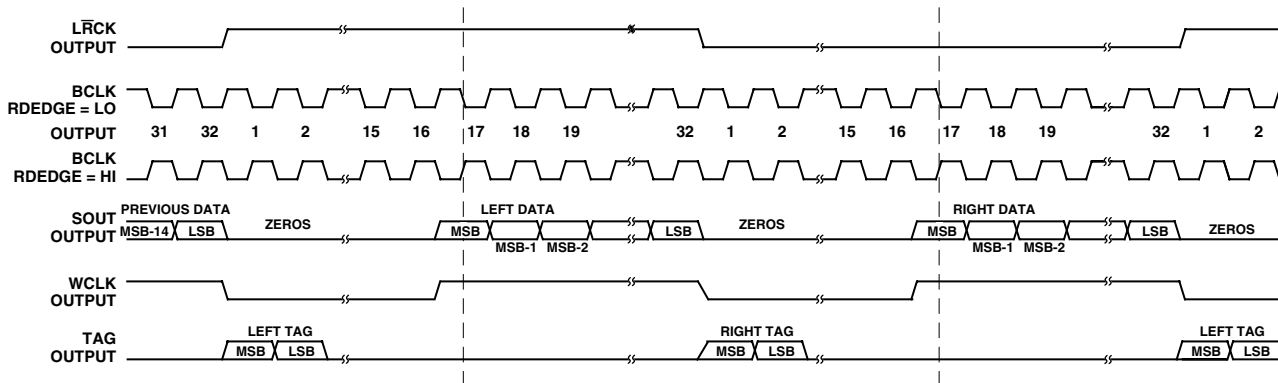 LR̅CK
OUTPUT
BCLK
RDEDGE = LO
OUTPUT 31 32 1 2 15 16 17 18 19 32 1 2 15 16 17 18 19 32 1 2
BCLK
RDEDGE = HI
SOUT
OUTPUT
PREVIOUS DATA LEFT DATA RIGHT DATA
MSB-14 LSB ZEROS MSB MSB-1 MSB-2 LSB ZEROS MSB MSB-1 MSB-2 LSB ZEROS
WCLK
OUTPUT
TAG
OUTPUT
LEFT TAG RIGHT TAG LEFT TAG
MSB LSB MSB LSB MSB LSB